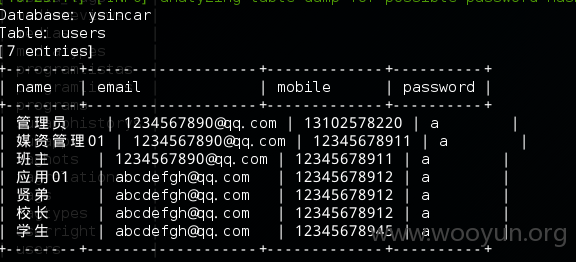 Database: ysincar
Table: users
[7 entries]
+---------+------------------+-------------+----------+
| name | email | mobile | password |
+---------+------------------+-------------+----------+
| 管理员 | 1234567890@qq.com | 13102578220 | a |
| 媒资管理01 | 1234567890@qq.com | 12345678911 | a |
| 班主 | 1234567890@qq.com | 12345678911 | a |
| 应用01 | abcdefgh@qq.com | 12345678912 | a |
| 贤弟 | abcdefgh@qq.com | 12345678912 | a |
| 校长 | abcdefgh@qq.com | 12345678912 | a |
| 学生 | abcdefgh@qq.com | 12345678945 | a |
+---------+------------------+-------------+----------+
www.wooyun.org